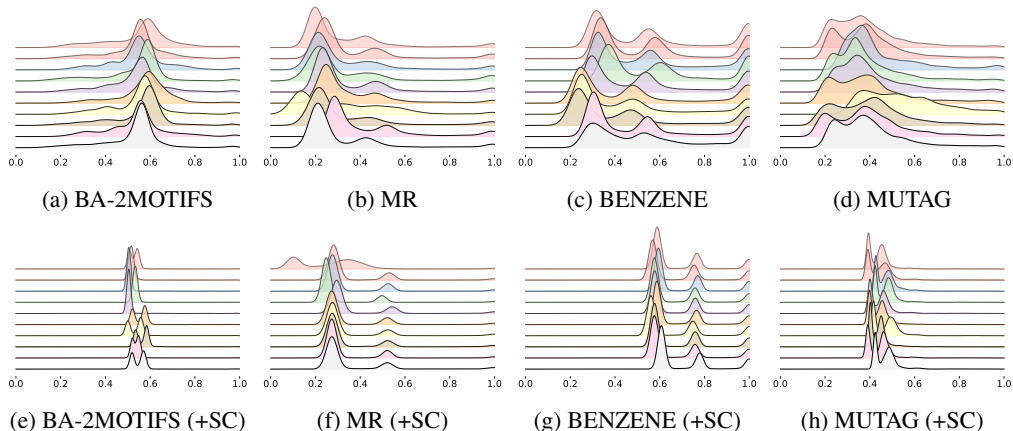 0.0 0.2 0.4 0.6 0.8 1.0 0.0 0.2 0.4 0.6 0.8 1.0 0.0 0.2 0.4 0.6 0.8 1.0 0.0 0.2 0.4 0.6 0.8 1.0
(a) BA-2MOTIFS (b) MR (c) BENZENE (d) MUTAG
0.0 0.2 0.4 0.6 0.8 1.0 0.0 0.2 0.4 0.6 0.8 1.0 0.0 0.2 0.4 0.6 0.8 1.0 0.0 0.2 0.4 0.6 0.8 1.0
(e) BA-2MOTIFS (+SC) (f) MR (+SC) (g) BENZENE (+SC) (h) MUTAG (+SC)